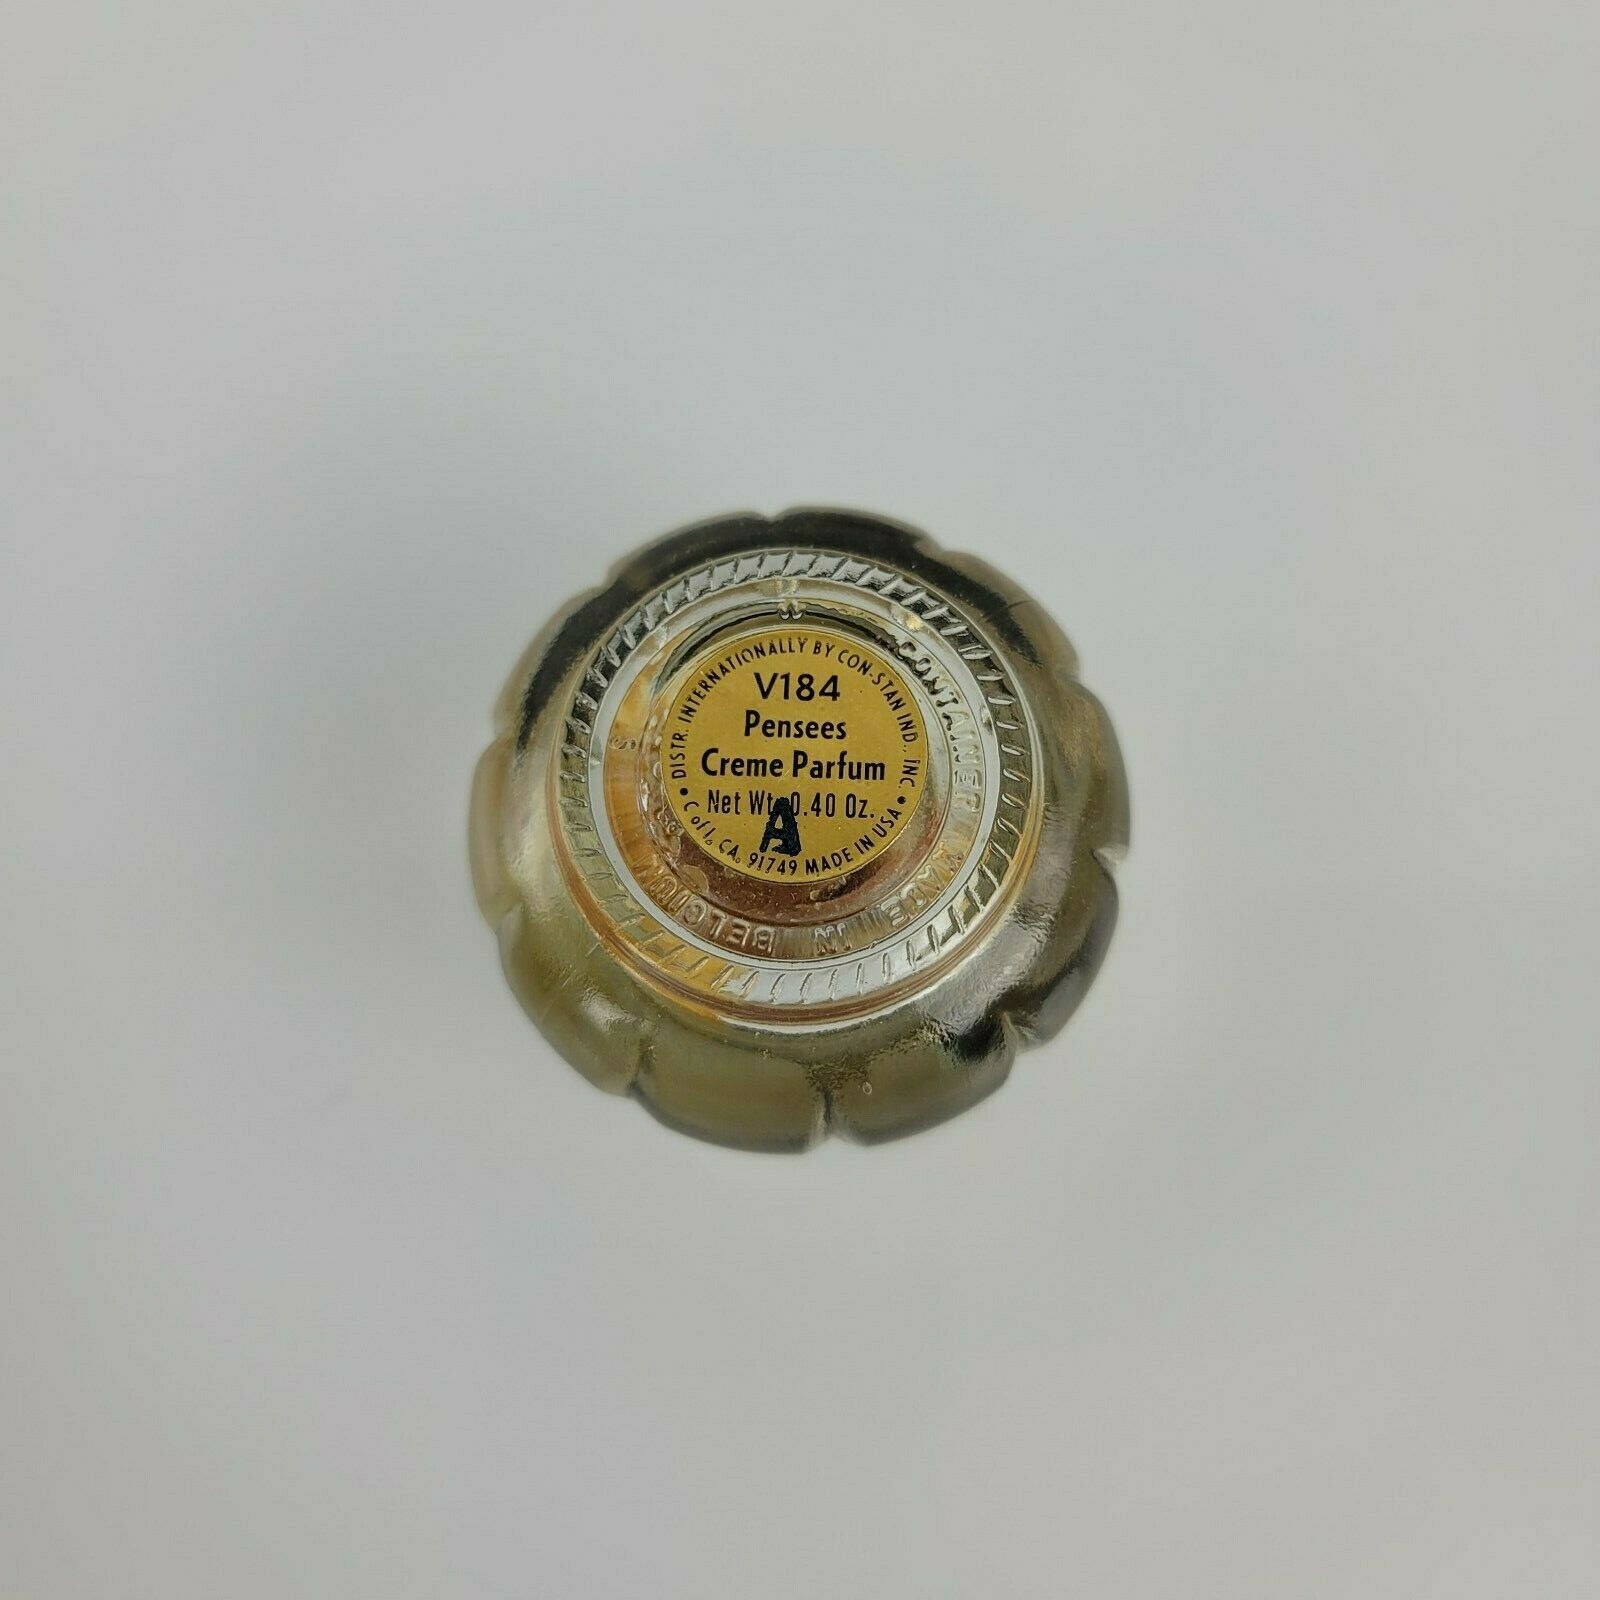 DISTR. INTERNATIONALLY BY CON-STAN IND., INC.
V184
Pensees
Creme Parfum
Net Wt. 0.40 Oz.
A
• C of I, CA. 91749 MADE IN USA •
CONTAINER MADE IN BELGIUM